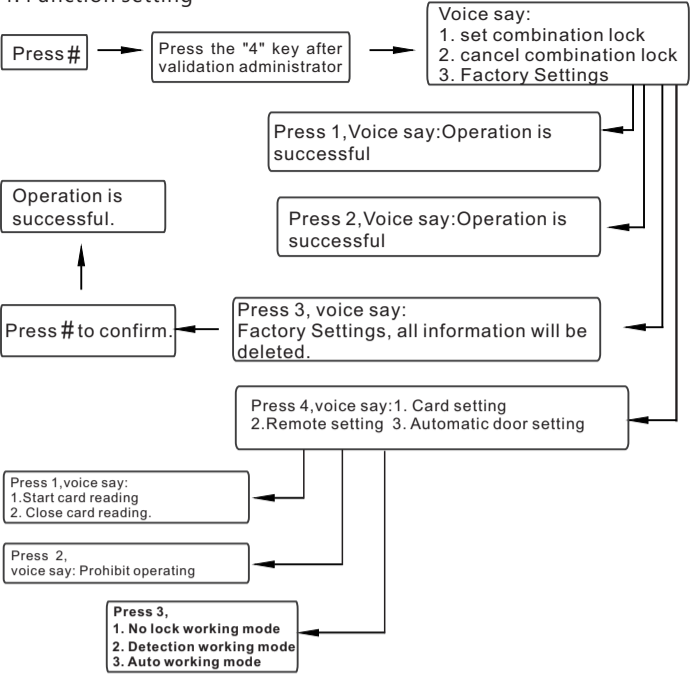 Function setting
Press #
Press the "4" key after
validation administrator
Voice say:
1. set combination lock
2. cancel combination lock
3. Factory Settings
Press 1,Voice say:Operation is
successful
Press 2,Voice say:Operation is
successful
Press 3, voice say:
Factory Settings, all information will be
deleted.
Press # to confirm.
Operation is
successful.
Press 4,voice say:1. Card setting
2.Remote setting 3. Automatic door setting
Press 1,voice say:
1.Start card reading
2. Close card reading.
Press 2,
voice say: Prohibit operating
Press 3,
1. No lock working mode
2. Detection working mode
3. Auto working mode